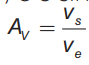 A_v = v_s / v_e